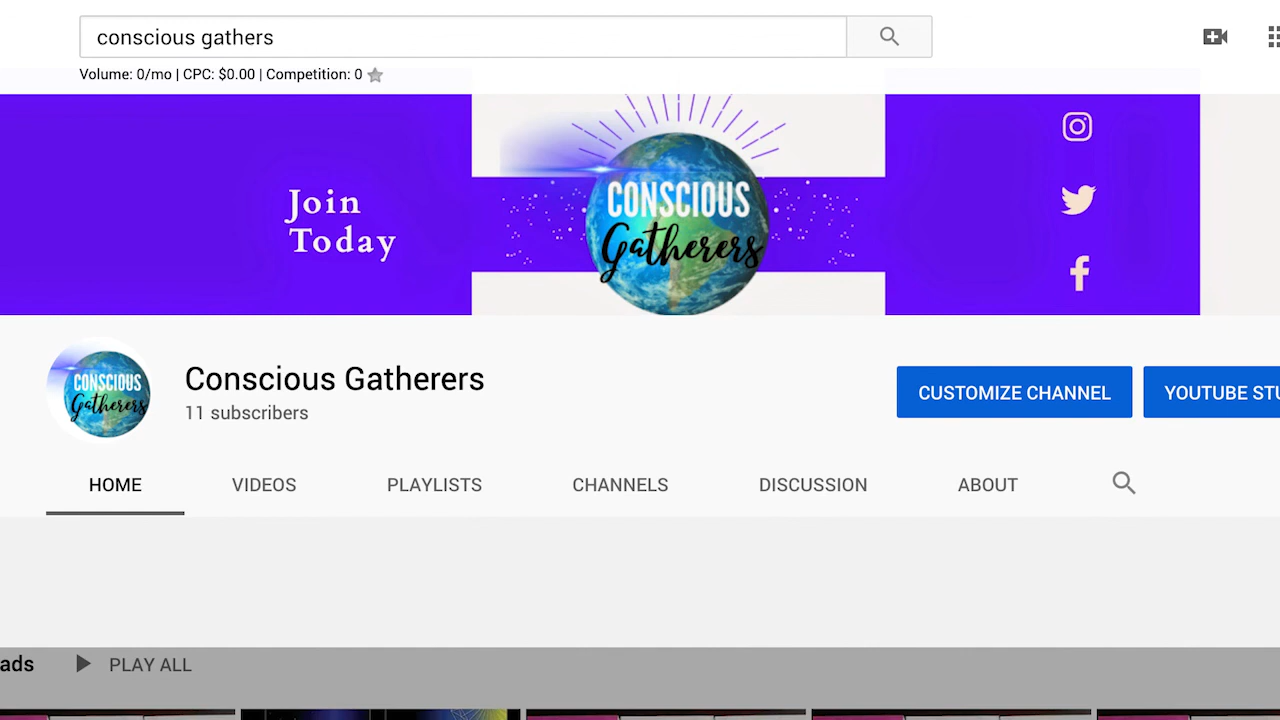 conscious gathers
Volume: 0/mo | CPC: $0.00 | Competition: 0
Join
Today
CONSCIOUS
Gatherers
CONSCIOUS
Gatherers
Conscious Gatherers
11 subscribers
CUSTOMIZE CHANNEL
YOUTUBE STU
HOME
VIDEOS
PLAYLISTS
CHANNELS
DISCUSSION
ABOUT
ads
PLAY ALL